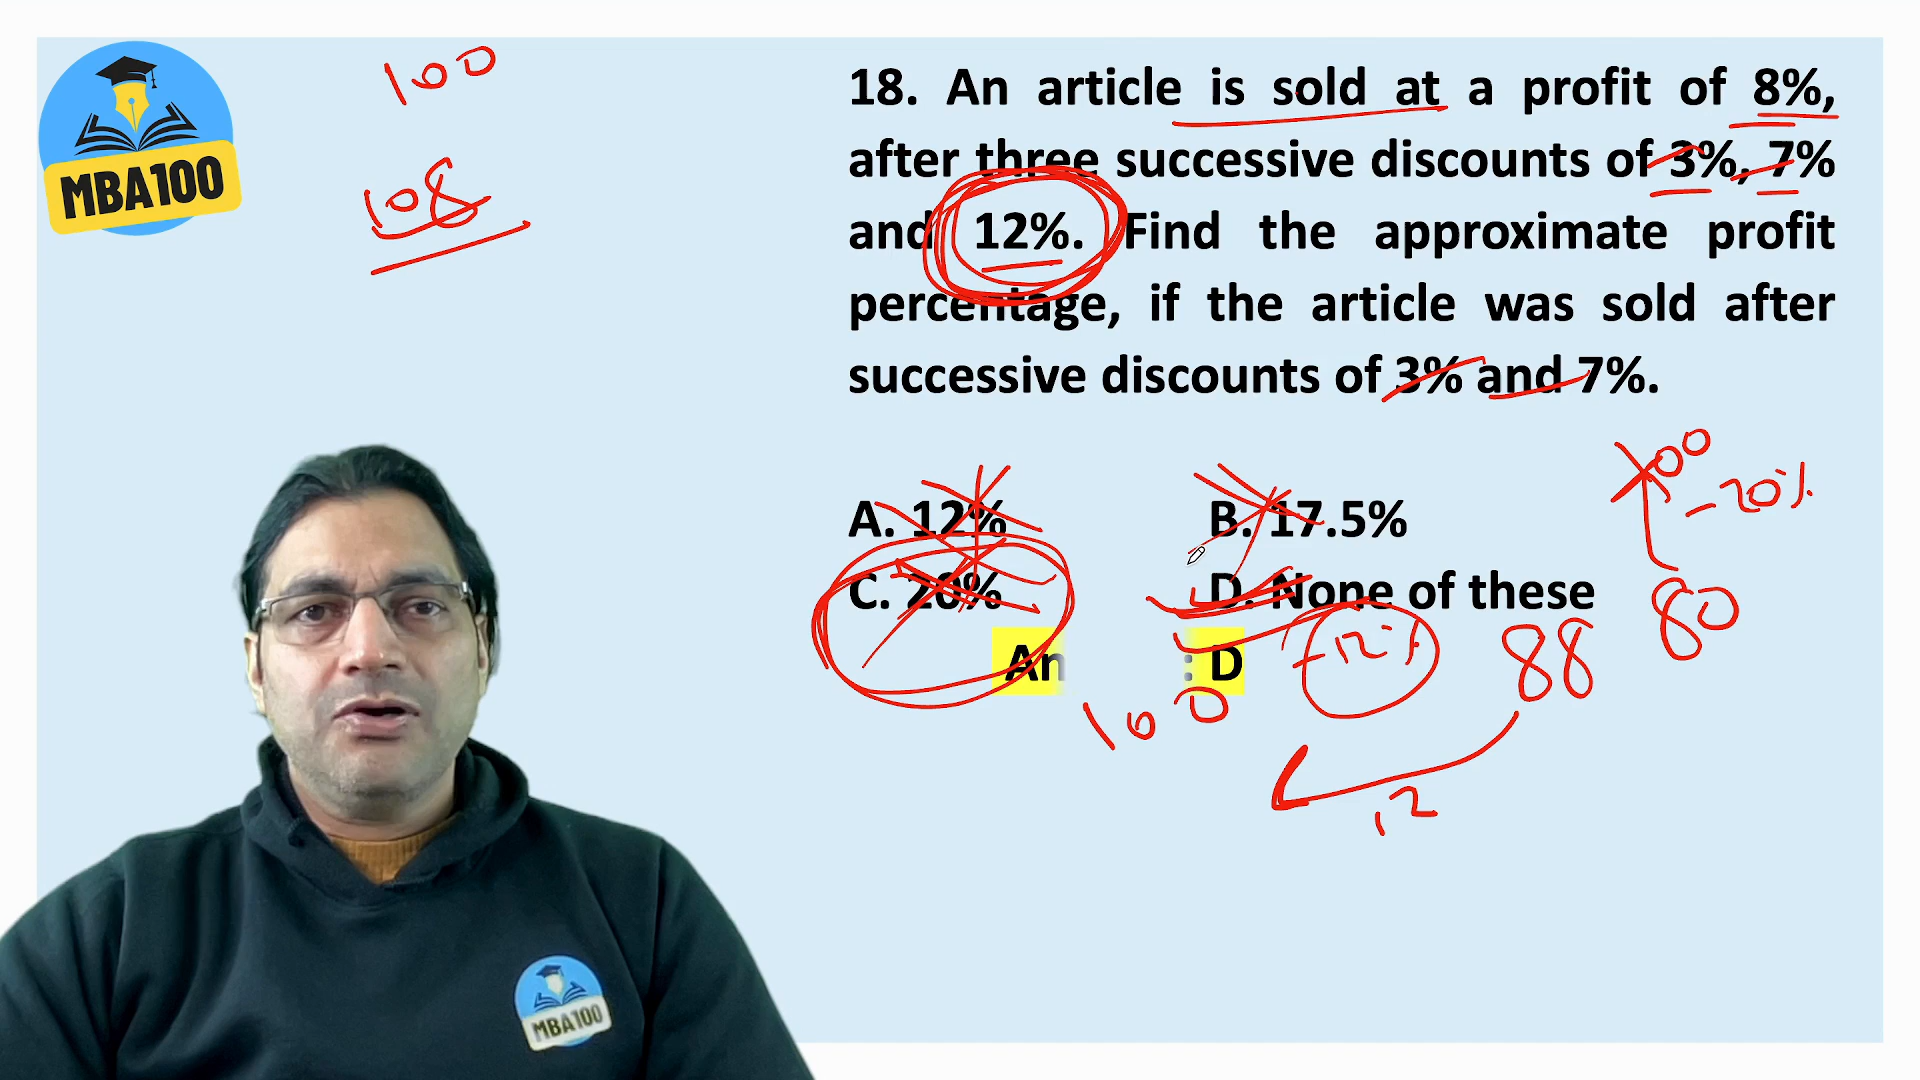 MBA100
100
108
18. An article is sold at a profit of 8%,
after three successive discounts of 3%, 7%
and 12%. Find the approximate profit
percentage, if the article was sold after
successive discounts of 3% and 7%.
100
-20%
A. 12% B. 17.5%
C. 20% D. None of these
80
An : D
-12%
88
100
12
MBA100